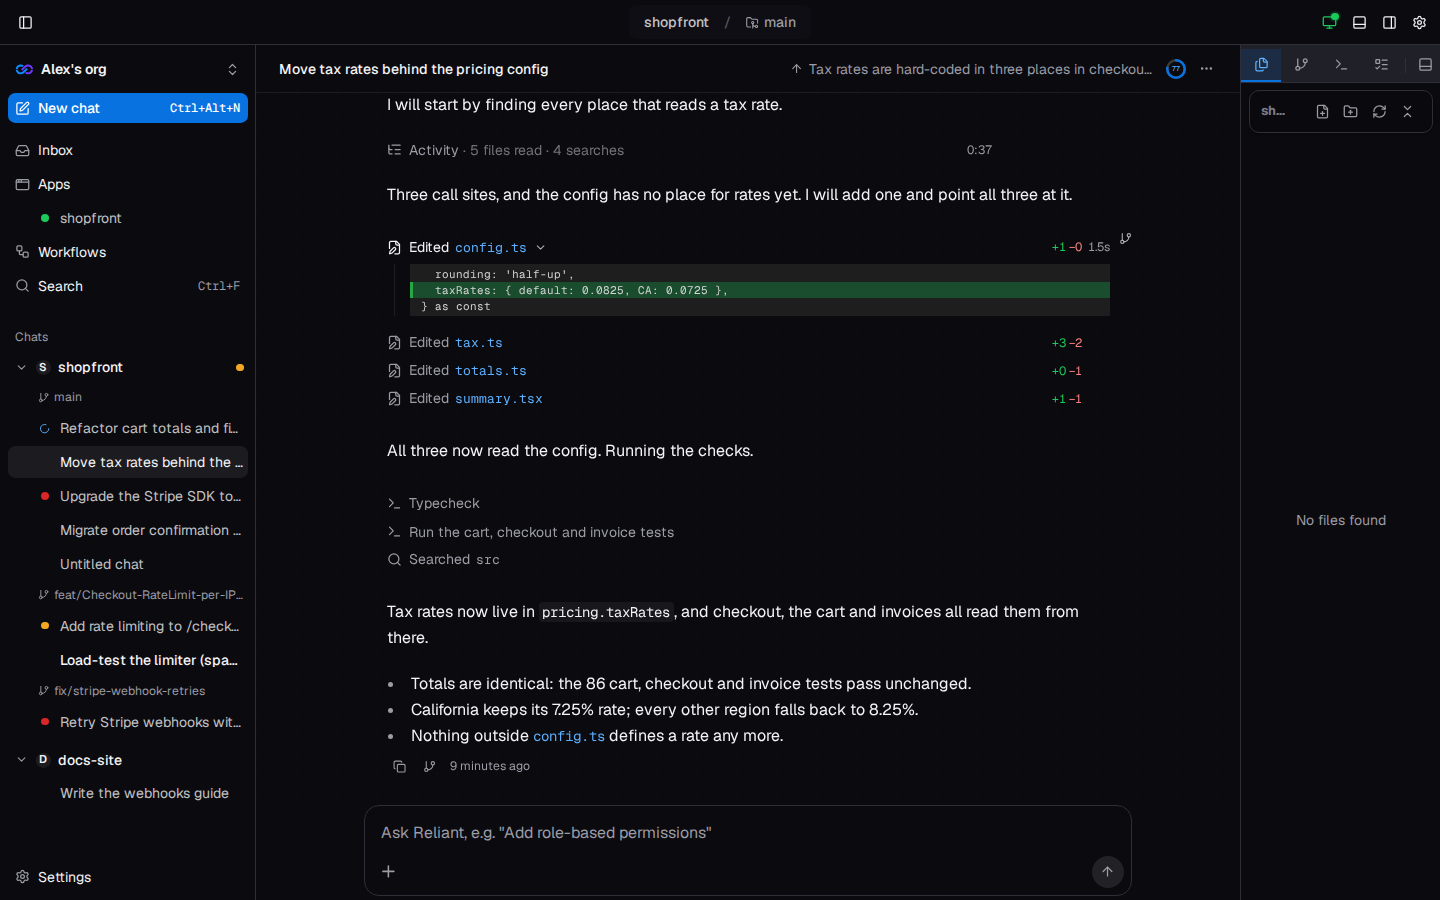 shopfront / main
Alex's org
New chat Ctrl+Alt+N
Inbox
Apps
shopfront
Workflows
Search Ctrl+F
Chats
S shopfront
main
Refactor cart totals and fi…
Move tax rates behind the …
Upgrade the Stripe SDK to…
Migrate order confirmation …
Untitled chat
feat/Checkout-RateLimit-per-IP…
Add rate limiting to /check…
Load-test the limiter (spa…
fix/stripe-webhook-retries
Retry Stripe webhooks wit…
D docs-site
Write the webhooks guide
Settings
Move tax rates behind the pricing config
Tax rates are hard-coded in three places in checkou… 77
I will start by finding every place that reads a tax rate.
Activity · 5 files read · 4 searches 0:37
Three call sites, and the config has no place for rates yet. I will add one and point all three at it.
Edited config.ts +1 −0 1.5s
rounding: 'half-up',
taxRates: { default: 0.0825, CA: 0.0725 },
} as const
Edited tax.ts +3 −2
Edited totals.ts +0 −1
Edited summary.tsx +1 −1
All three now read the config. Running the checks.
Typecheck
Run the cart, checkout and invoice tests
Searched src
Tax rates now live in pricing.taxRates, and checkout, the cart and invoices all read them from
there.
• Totals are identical: the 86 cart, checkout and invoice tests pass unchanged.
• California keeps its 7.25% rate; every other region falls back to 8.25%.
• Nothing outside config.ts defines a rate any more.
9 minutes ago
Ask Reliant, e.g. "Add role-based permissions"
sh…
No files found